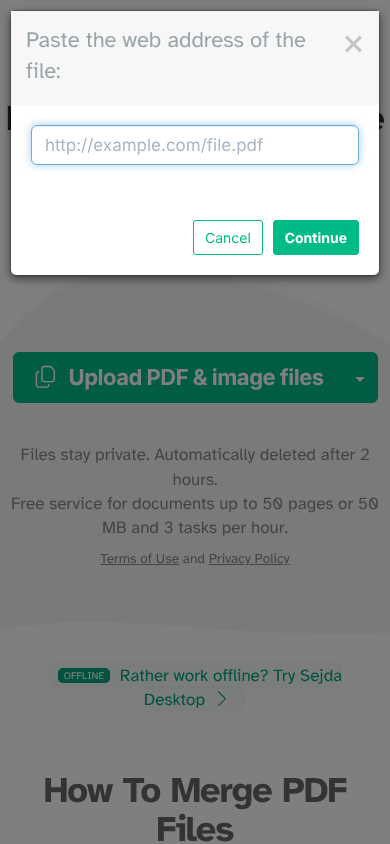 Paste the web address of the
file:
×
http://example.com/file.pdf
Cancel
Continue
Upload PDF & image files
Files stay private. Automatically deleted after 2
hours.
Free service for documents up to 50 pages or 50
MB and 3 tasks per hour.
Terms of Use and Privacy Policy
OFFLINE Rather work offline? Try Sejda
Desktop
How To Merge PDF
Files